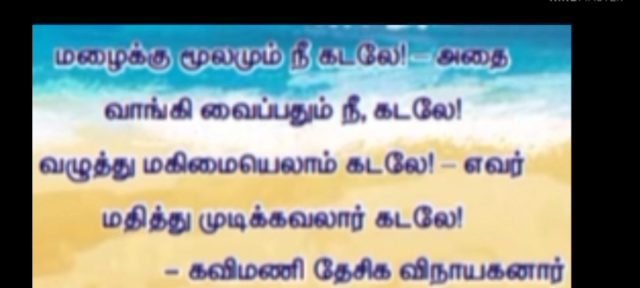 மழைக்கு மூலமும் நீ கடலே! – அதை
வாங்கி வைப்பதும் நீ, கடலே!
வழுத்து மகிமையெலாம் கடலே! – எவர்
மதித்து முடிக்கவலார் கடலே!
– கவிமணி தேசிக விநாயகனார்